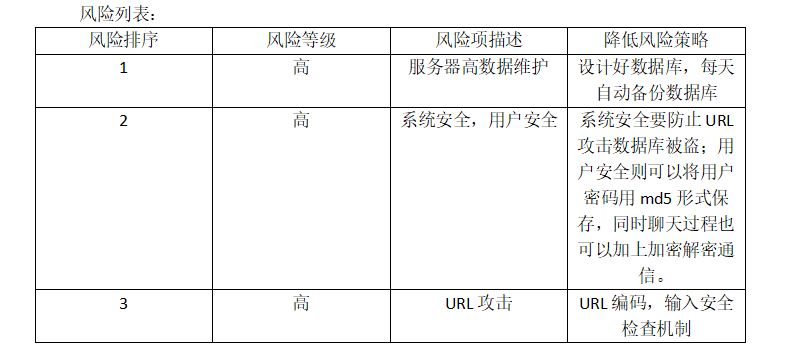 风险列表:
风险排序 风险等级 风险项描述 降低风险策略
1 高 服务器高数据维护 设计好数据库，每天
自动备份数据库
2 高 系统安全，用户安全 系统安全要防止 URL
攻击数据库被盗；用
户安全则可以将用户
密码用 md5 形式保
存，同时聊天过程也
可以加上加密解密通
信。
3 高 URL 攻击 URL 编码，输入安全
检查机制